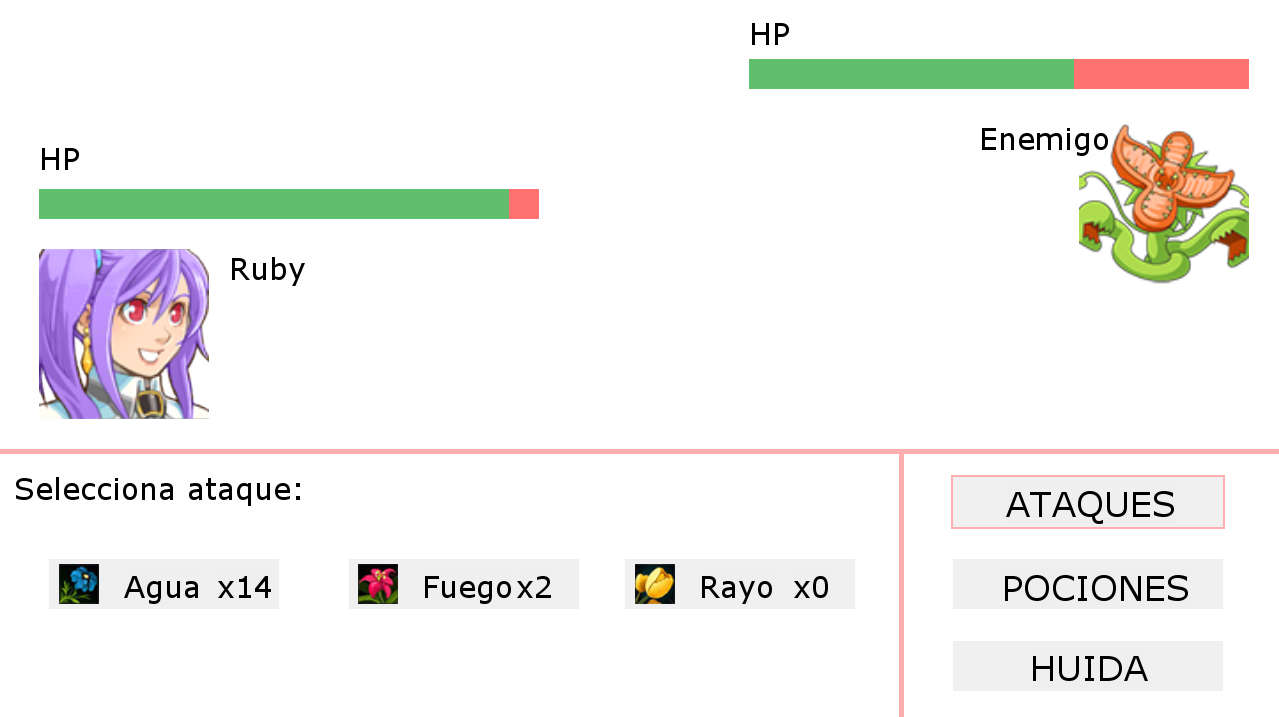 HP
Enemigo
HP
Ruby
Selecciona ataque:
Agua x14
Fuego x2
Rayo x0
ATAQUES
POCIONES
HUIDA